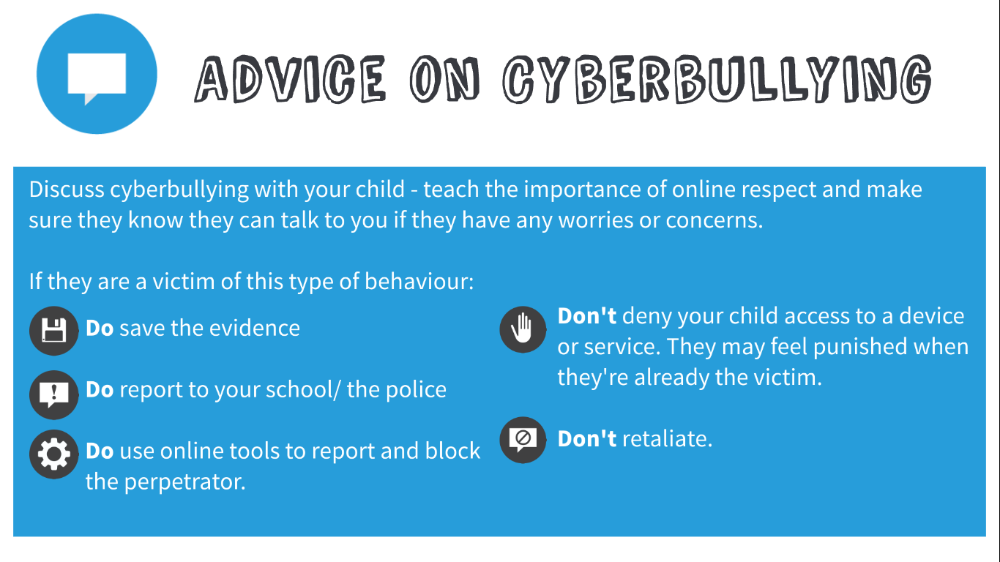 ADVICE ON CYBERBULLYING
Discuss cyberbullying with your child - teach the importance of online respect and make
sure they know they can talk to you if they have any worries or concerns.
If they are a victim of this type of behaviour:
Do save the evidence
Do report to your school/ the police
Do use online tools to report and block
the perpetrator.
Don't deny your child access to a device
or service. They may feel punished when
they're already the victim.
Don't retaliate.